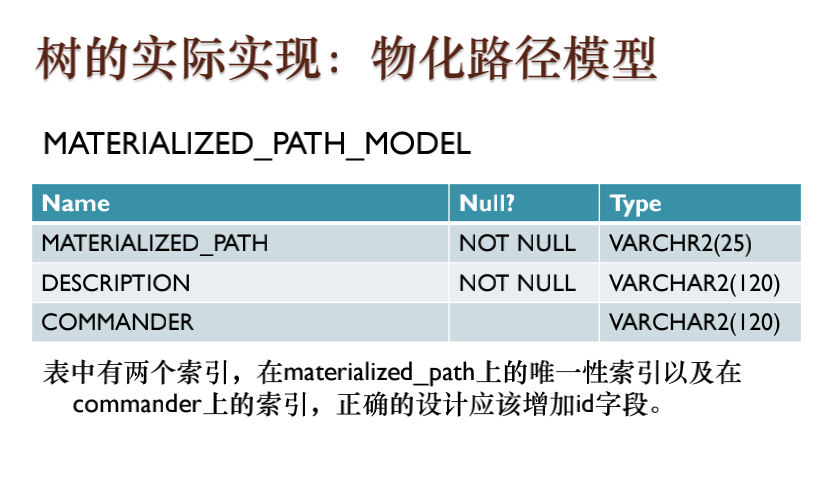 树的实际实现：物化路径模型
MATERIALIZED_PATH_MODEL
Name Null? Type
MATERIALIZED_PATH NOT NULL VARCHR2(25)
DESCRIPTION NOT NULL VARCHAR2(120)
COMMANDER VARCHAR2(120)
表中有两个索引，在materialized_path上的唯一性索引以及在
commander上的索引，正确的设计应该增加id字段。